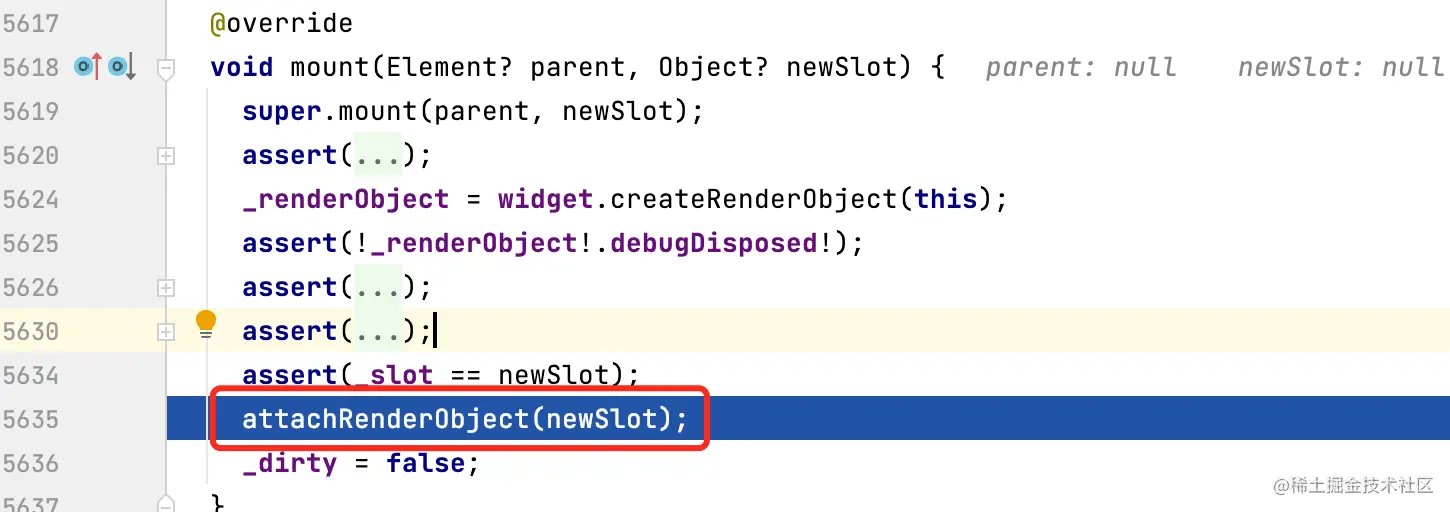 5617 @override
5618 void mount(Element? parent, Object? newSlot) { parent: null newSlot: null
5619 super.mount(parent, newSlot);
5620 assert(...);
5624 _renderObject = widget.createRenderObject(this);
5625 assert(!_renderObject!.debugDisposed!);
5626 assert(...);
5630 assert(...);
5634 assert(_slot == newSlot);
5635 attachRenderObject(newSlot);
5636 _dirty = false;
5637 }
@稀土掘金技术社区